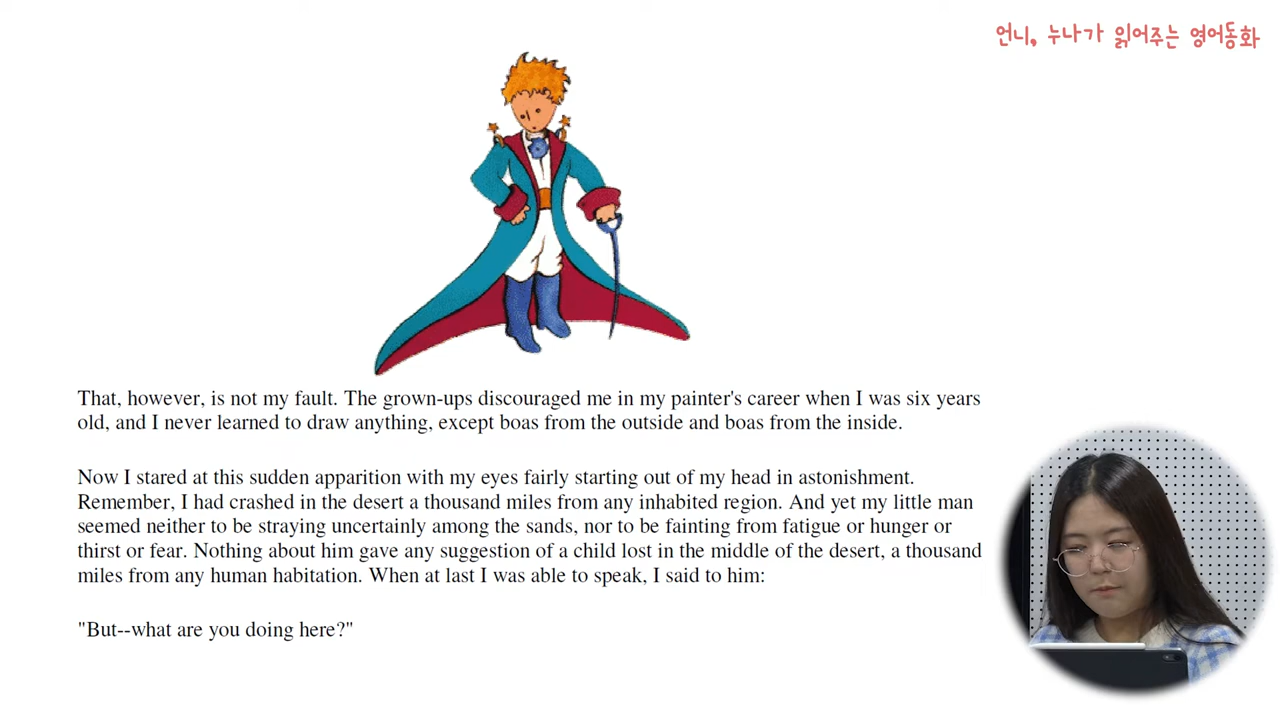 언니, 누나가 읽어주는 영어동화
That, however, is not my fault. The grown-ups discouraged me in my painter's career when I was six years
old, and I never learned to draw anything, except boas from the outside and boas from the inside.
Now I stared at this sudden apparition with my eyes fairly starting out of my head in astonishment.
Remember, I had crashed in the desert a thousand miles from any inhabited region. And yet my little man
seemed neither to be straying uncertainly among the sands, nor to be fainting from fatigue or hunger or
thirst or fear. Nothing about him gave any suggestion of a child lost in the middle of the desert, a thousand
miles from any human habitation. When at last I was able to speak, I said to him:
"But--what are you doing here?"